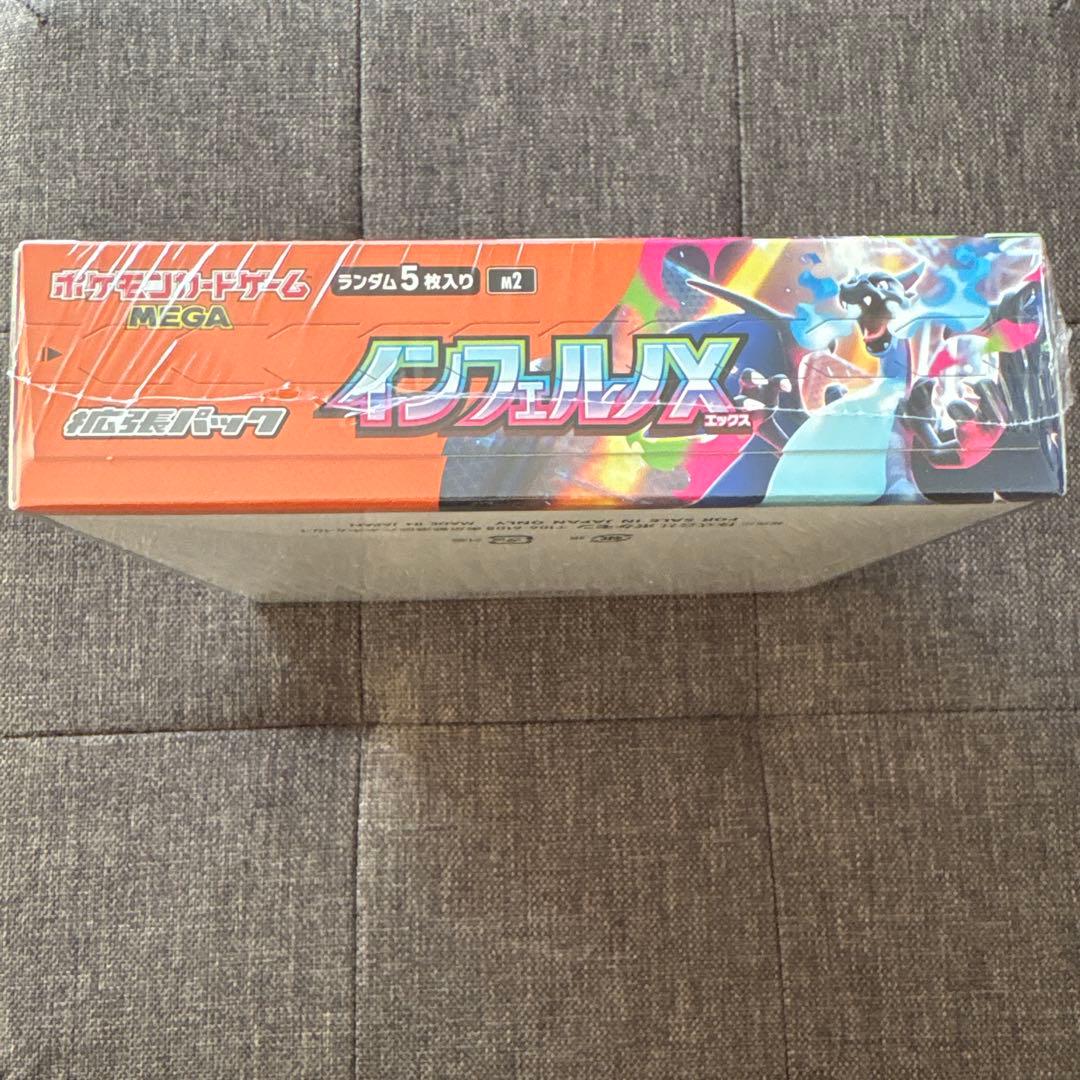 ポケモンカードゲーム
MEGA
ランダム5枚入り
M2
インフェルノX
エックス
拡張パック
FOR SALE IN JAPAN ONLY
MADE IN JAPAN